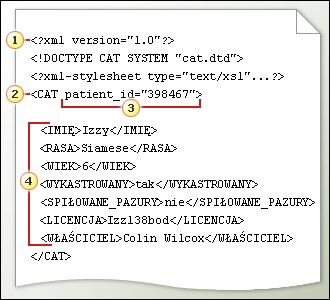 1 <?xml version="1.0"?>
<!DOCTYPE CAT SYSTEM "cat.dtd">
<?xml-stylesheet type="text/xsl"...?>
2 <CAT patient_id="398467">
3
<IMIĘ>Izzy</IMIĘ>
<RASA>Siamese</RASA>
<WIEK>6</WIEK>
4 <WYKASTROWANY>tak</WYKASTROWANY>
<SPIŁOWANE_PAZURY>nie</SPIŁOWANE_PAZURY>
<LICENCJA>Izz138bod</LICENCJA>
<WŁAŚCICIEL>Colin Wilcox</WŁAŚCICIEL>
</CAT>